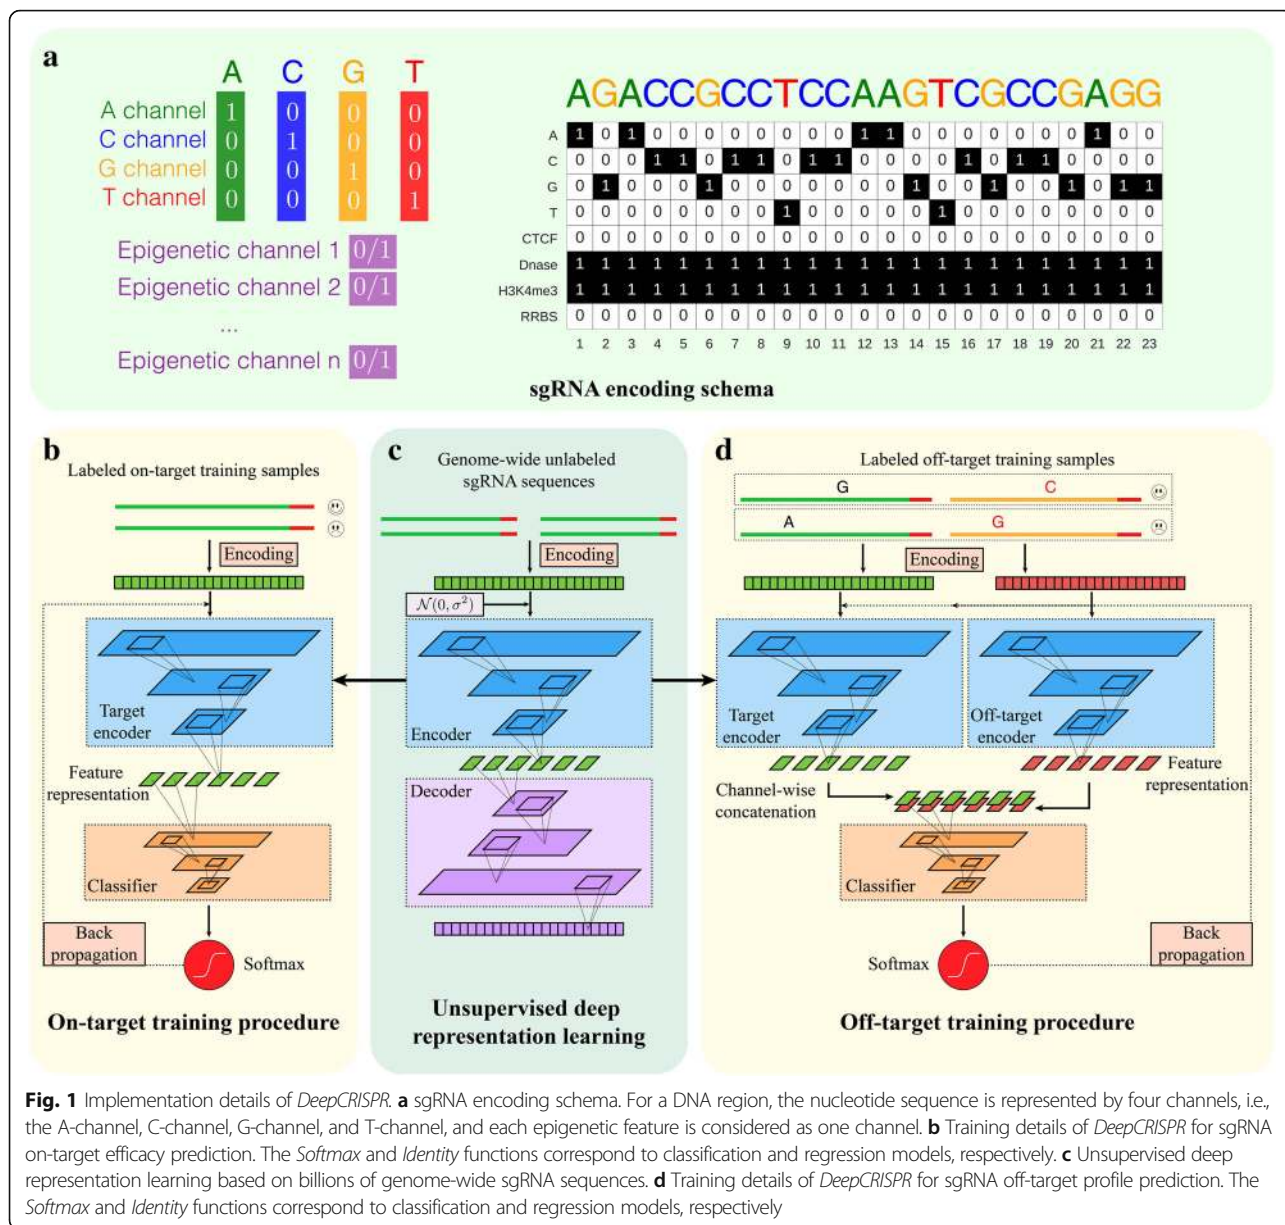 a
A C G T
A channel 1 0 0 0
C channel 0 1 0 0
G channel 0 0 1 0
T channel 0 0 0 1
Epigenetic channel 1 0/1
Epigenetic channel 2 0/1
...
Epigenetic channel n 0/1
AGACCGCCTCCAAGTCGCCGAGG
A 1 0 1 0 0 0 0 0 0 0 0 1 1 0 0 0 0 0 0 0 1 0 0
C 0 0 0 1 1 0 1 1 0 1 1 0 0 0 0 1 0 1 1 0 0 0 0
G 0 1 0 0 0 1 0 0 0 0 0 0 0 1 0 0 1 0 0 1 0 1 1
T 0 0 0 0 0 0 0 0 1 0 0 0 0 0 1 0 0 0 0 0 0 0 0
CTCF 0 0 0 0 0 0 0 0 0 0 0 0 0 0 0 0 0 0 0 0 0 0 0
Dnase 1 1 1 1 1 1 1 1 1 1 1 1 1 1 1 1 1 1 1 1 1 1 1
H3K4me3 1 1 1 1 1 1 1 1 1 1 1 1 1 1 1 1 1 1 1 1 1 1 1
RRBS 0 0 0 0 0 0 0 0 0 0 0 0 0 0 0 0 0 0 0 0 0 0 0
1 2 3 4 5 6 7 8 9 10 11 12 13 14 15 16 17 18 19 20 21 22 23
sgRNA encoding schema
b
Labeled on-target training samples
Encoding
Target
encoder
Feature
representation
Classifier
Back
propagation
Softmax
On-target training procedure
c
Genome-wide unlabeled
sgRNA sequences
Encoding
𝒩(0, σ²)
Encoder
Decoder
Unsupervised deep
representation learning
d
Labeled off-target training samples
G C
A G
Encoding
Target
encoder
Off-target
encoder
Channel-wise
concatenation
Feature
representation
Classifier
Softmax
Back
propagation
Off-target training procedure
Fig. 1 Implementation details of DeepCRISPR. a sgRNA encoding schema. For a DNA region, the nucleotide sequence is represented by four channels, i.e.,
the A-channel, C-channel, G-channel, and T-channel, and each epigenetic feature is considered as one channel. b Training details of DeepCRISPR for sgRNA
on-target efficacy prediction. The Softmax and Identity functions correspond to classification and regression models, respectively. c Unsupervised deep
representation learning based on billions of genome-wide sgRNA sequences. d Training details of DeepCRISPR for sgRNA off-target profile prediction. The
Softmax and Identity functions correspond to classification and regression models, respectively